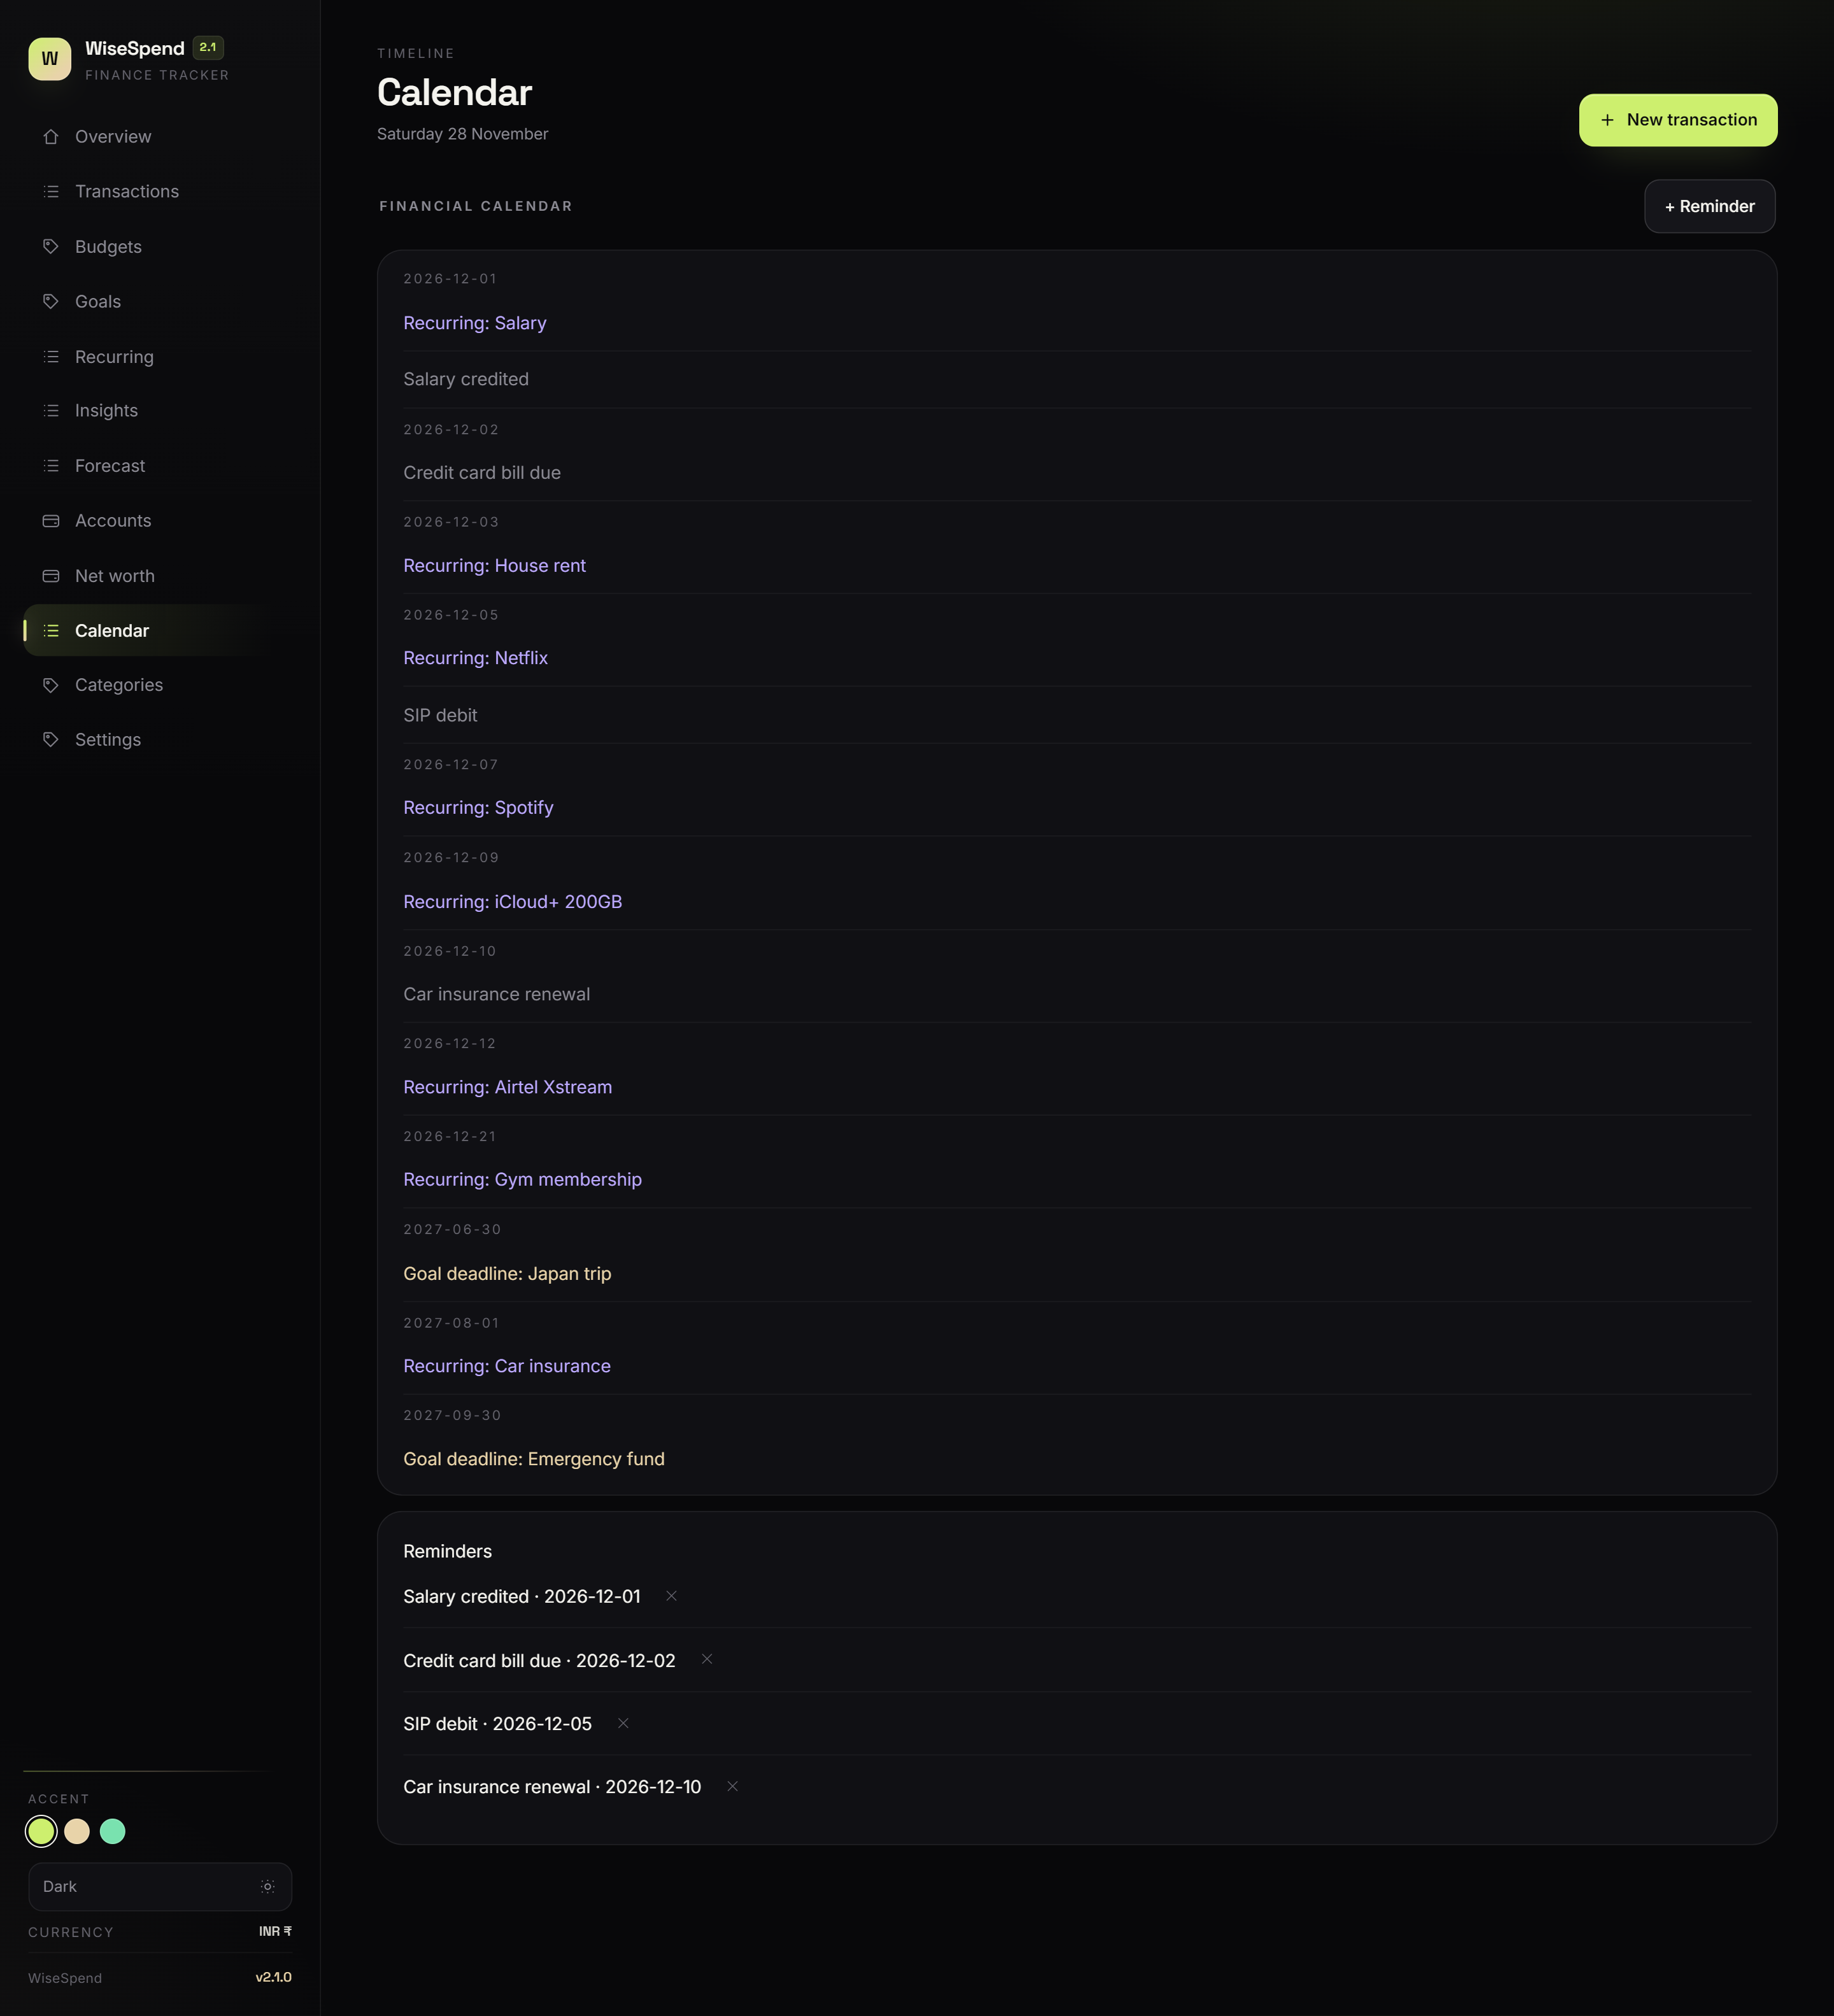 W
WiseSpend 2.1
FINANCE TRACKER
Overview
Transactions
Budgets
Goals
Recurring
Insights
Forecast
Accounts
Net worth
Calendar
Categories
Settings
ACCENT
Dark
CURRENCY INR ₹
WiseSpend v2.1.0
TIMELINE
Calendar
Saturday 28 November
+ New transaction
FINANCIAL CALENDAR
+ Reminder
2026-12-01
Recurring: Salary
Salary credited
2026-12-02
Credit card bill due
2026-12-03
Recurring: House rent
2026-12-05
Recurring: Netflix
SIP debit
2026-12-07
Recurring: Spotify
2026-12-09
Recurring: iCloud+ 200GB
2026-12-10
Car insurance renewal
2026-12-12
Recurring: Airtel Xstream
2026-12-21
Recurring: Gym membership
2027-06-30
Goal deadline: Japan trip
2027-08-01
Recurring: Car insurance
2027-09-30
Goal deadline: Emergency fund
Reminders
Salary credited · 2026-12-01
Credit card bill due · 2026-12-02
SIP debit · 2026-12-05
Car insurance renewal · 2026-12-10